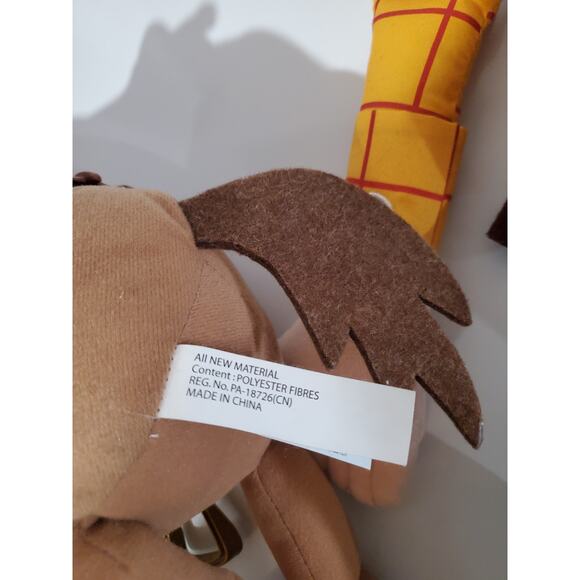 All NEW MATERIAL
Content : POLYESTER FIBRES
REG. No. PA-18726(CN)
MADE IN CHINA